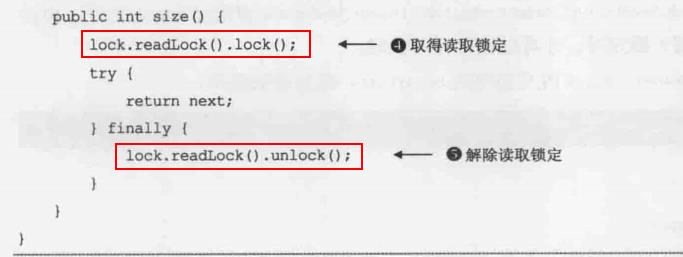 public int size() {
lock.readLock().lock(); ❹取得读取锁定
try {
return next;
} finally {
lock.readLock().unlock(); ❺解除读取锁定
}
}
}